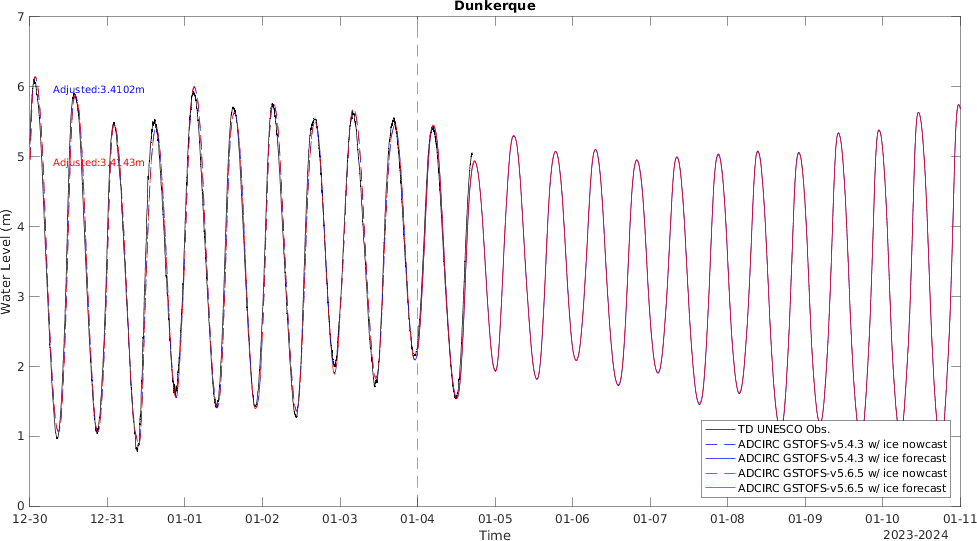 Dunkerque
7
6
5
4
3
2
1
0
Water Level (m)
Adjusted:3.4102m
Adjusted:3.4143m
TD UNESCO Obs.
ADCIRC GSTOFS-v5.4.3 w/ ice nowcast
ADCIRC GSTOFS-v5.4.3 w/ ice forecast
ADCIRC GSTOFS-v5.6.5 w/ ice nowcast
ADCIRC GSTOFS-v5.6.5 w/ ice forecast
12-30 12-31 01-01 01-02 01-03 01-04 01-05 01-06 01-07 01-08 01-09 01-10 01-11
Time
2023-2024